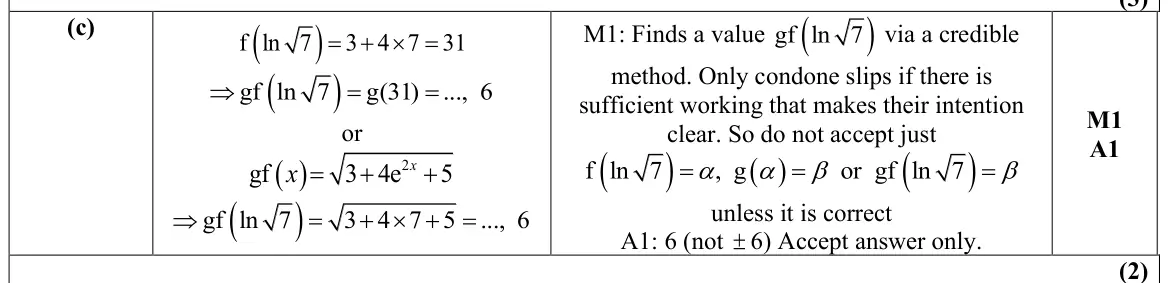 (3)
(c)
f(ln √7) = 3 + 4 × 7 = 31
⇒ gf(ln √7) = g(31) = ..., 6
or
gf(x) = √(3 + 4e²ˣ + 5)
⇒ gf(ln √7) = √(3 + 4 × 7 + 5) = ..., 6
M1: Finds a value gf(ln √7) via a credible
method. Only condone slips if there is
sufficient working that makes their intention
clear. So do not accept just
f(ln √7) = α, g(α) = β or gf(ln √7) = β
unless it is correct
A1: 6 (not ± 6) Accept answer only.
M1
A1
(2)